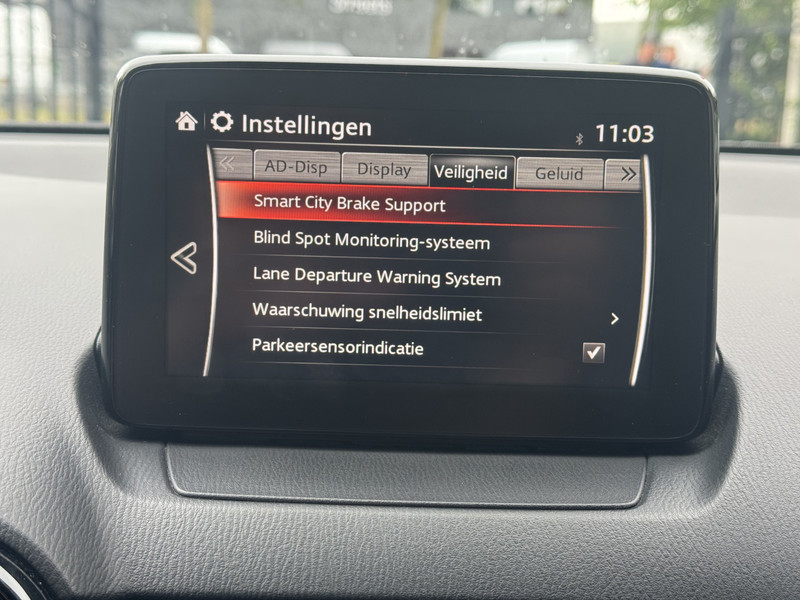 Instellingen
11:03
AD-Disp
Display
Veiligheid
Geluid
Smart City Brake Support
Blind Spot Monitoring-systeem
Lane Departure Warning System
Waarschuwing snelheidslimiet
Parkeersensorindicatie